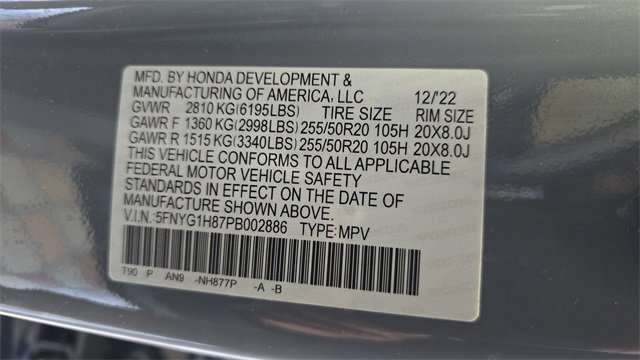 MFD. BY HONDA DEVELOPMENT &
MANUFACTURING OF AMERICA, LLC 12/'22
GVWR 2810 KG(6195LBS) TIRE SIZE RIM SIZE
GAWR F 1360 KG(2998LBS) 255/50R20 105H 20X8.0J
GAWR R 1515 KG(3340LBS) 255/50R20 105H 20X8.0J
THIS VEHICLE CONFORMS TO ALL APPLICABLE
FEDERAL MOTOR VEHICLE SAFETY
STANDARDS IN EFFECT ON THE DATE OF
MANUFACTURE SHOWN ABOVE.
V.I.N.:5FNYG1H87PB002886 TYPE:MPV
T90 P AN9 -NH877P -A -B